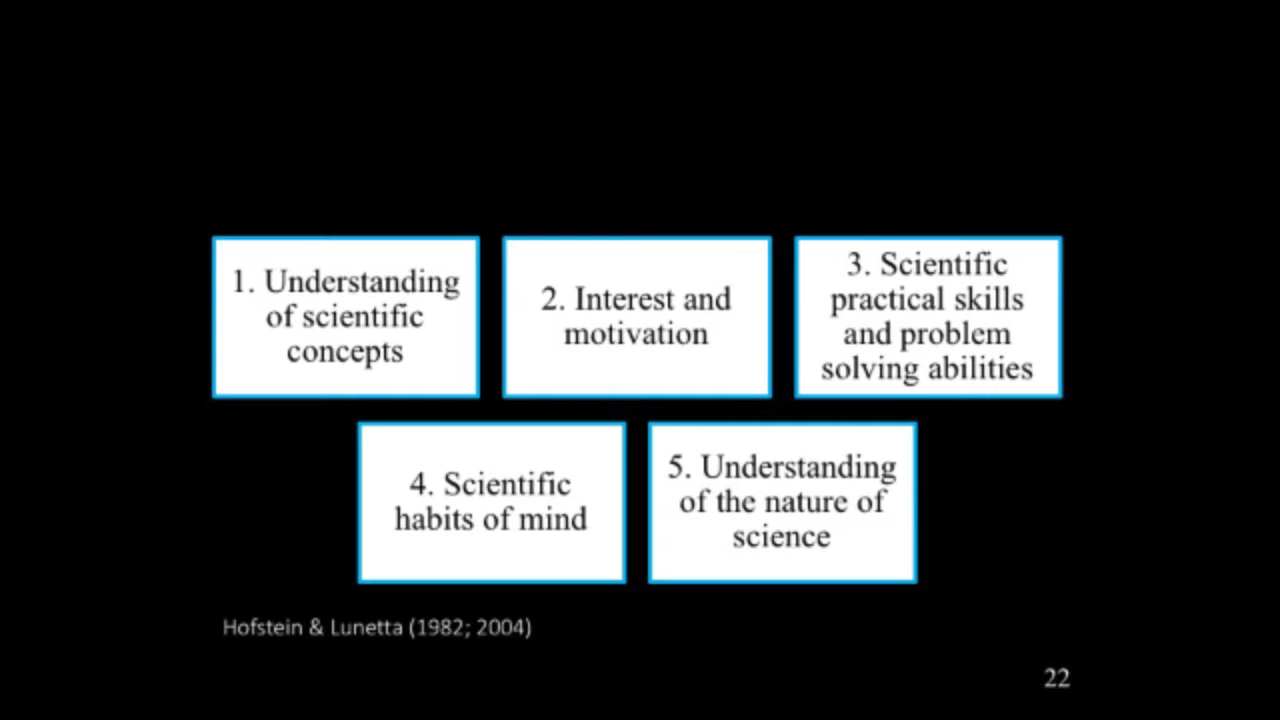 1. Understanding
of scientific
concepts
2. Interest and
motivation
3. Scientific
practical skills
and problem
solving abilities
4. Scientific
habits of mind
5. Understanding
of the nature of
science
Hofstein & Lunetta (1982; 2004)
22